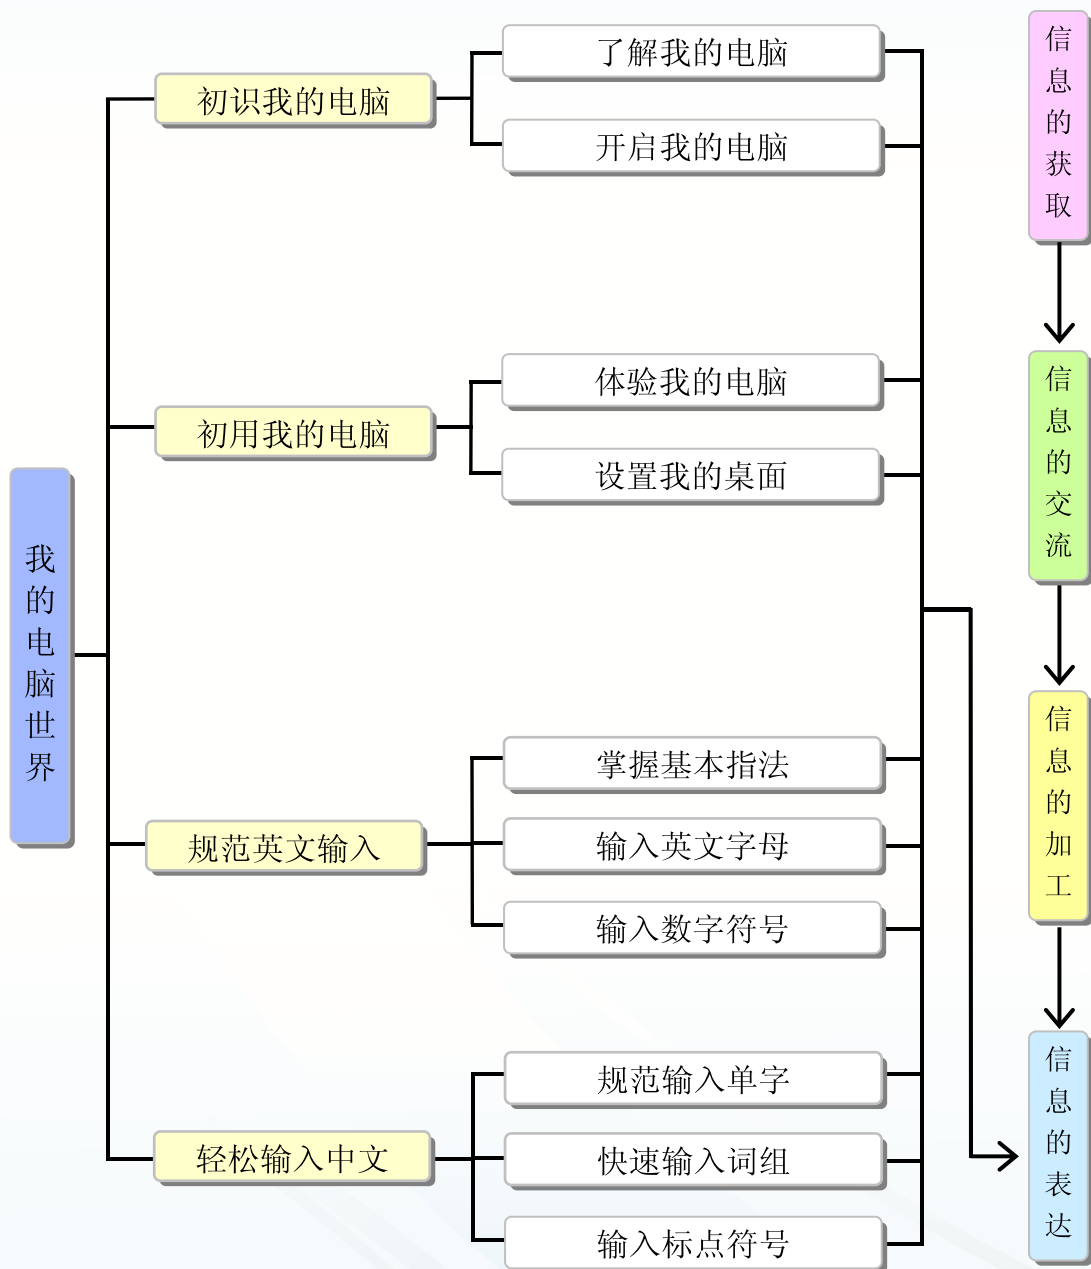 我的电脑世界
初识我的电脑
了解我的电脑
开启我的电脑
初用我的电脑
体验我的电脑
设置我的桌面
规范英文输入
掌握基本指法
输入英文字母
输入数字符号
轻松输入中文
规范输入单字
快速输入词组
输入标点符号
信息的获取
信息的交流
信息的加工
信息的表达